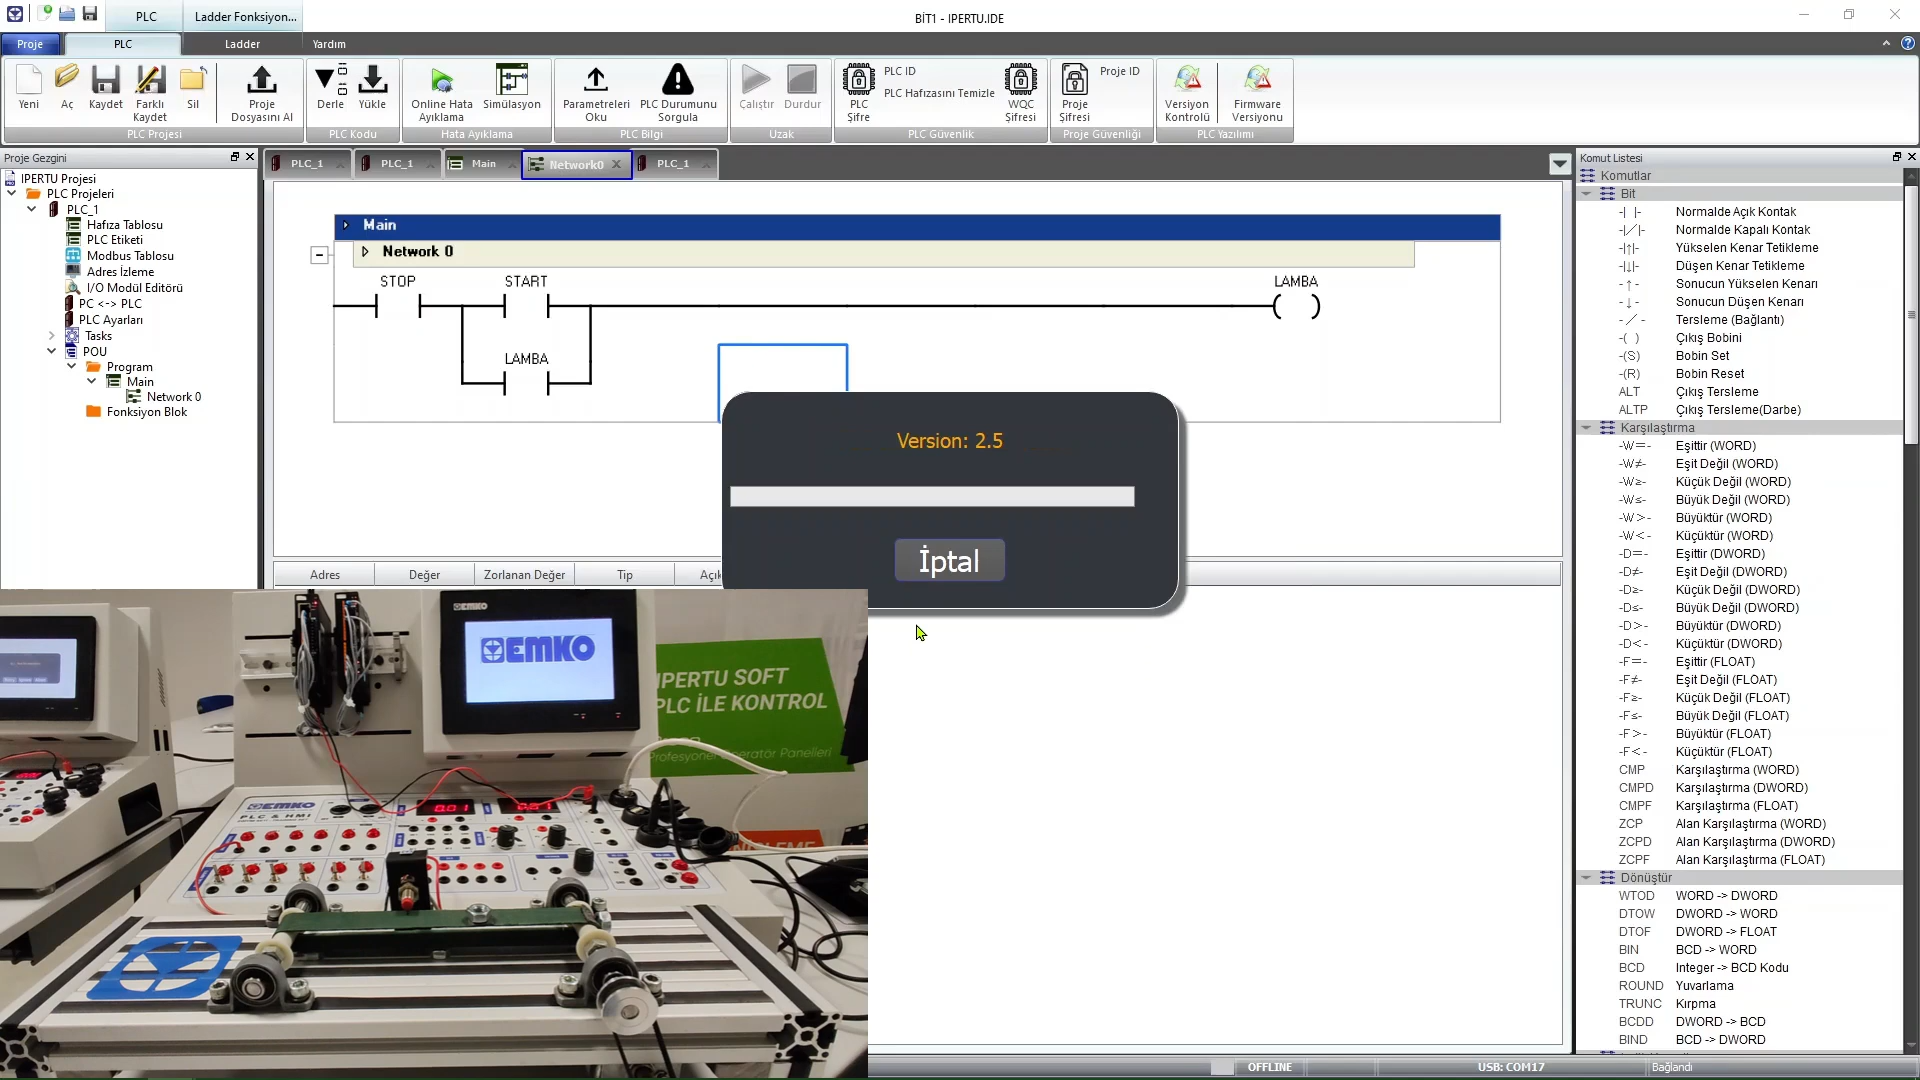 PLC
Ladder Fonksiyon...
BİT1 - IPERTU.IDE
Proje
PLC
Ladder
Yardım
Yeni
Aç
Kaydet
Farklı Kaydet
Sil
Proje Dosyasını Al
Derle
Yükle
Online Hata Ayıklama
Simülasyon
Parametreleri Oku
PLC Durumunu Sorgula
Çalıştır
Durdur
PLC Şifre
PLC ID
PLC Hafızasını Temizle
WQC Şifresi
Proje Şifresi
Proje ID
Versiyon Kontrolü
Firmware Versiyonu
PLC Projesi
PLC Kodu
Hata Ayıklama
PLC Bilgi
Uzak
PLC Güvenlik
Proje Güvenliği
PLC Yazılımı
Proje Gezgini
IPERTU Projesi
PLC Projeleri
PLC_1
Hafıza Tablosu
PLC Etiketi
Modbus Tablosu
Adres İzleme
I/O Modül Editörü
PC <-> PLC
PLC Ayarları
Tasks
POU
Program
Main
Network 0
Fonksiyon Blok
PLC_1
PLC_1
Main
Network0
PLC_1
Main
Network 0
STOP
START
LAMBA
LAMBA
Version: 2.5
İptal
Adres
Değer
Zorlanan Değer
Tip
Açık
EMKO
EMKO
IPERTU SOFT
PLC İLE KONTROL
Profesyonel Operatör Panelleri
EMKO
PLC & HMI
Komut Listesi
Komutlar
Bit
-| |- Normalde Açık Kontak
-|/|- Normalde Kapalı Kontak
-|↑|- Yükselen Kenar Tetikleme
-|↓|- Düşen Kenar Tetikleme
-↑- Sonucun Yükselen Kenarı
-↓- Sonucun Düşen Kenarı
-/- Tersleme (Bağlantı)
-( ) Çıkış Bobini
-(S) Bobin Set
-(R) Bobin Reset
ALT Çıkış Tersleme
ALTP Çıkış Tersleme(Darbe)
Karşılaştırma
-W=- Eşittir (WORD)
-W≠- Eşit Değil (WORD)
-W≥- Küçük Değil (WORD)
-W≤- Büyük Değil (WORD)
-W>- Büyüktür (WORD)
-W<- Küçüktür (WORD)
-D=- Eşittir (DWORD)
-D≠- Eşit Değil (DWORD)
-D≥- Küçük Değil (DWORD)
-D≤- Büyük Değil (DWORD)
-D>- Büyüktür (DWORD)
-D<- Küçüktür (DWORD)
-F=- Eşittir (FLOAT)
-F≠- Eşit Değil (FLOAT)
-F≥- Küçük Değil (FLOAT)
-F≤- Büyük Değil (FLOAT)
-F>- Büyüktür (FLOAT)
-F<- Küçüktür (FLOAT)
CMP Karşılaştırma (WORD)
CMPD Karşılaştırma (DWORD)
CMPF Karşılaştırma (FLOAT)
ZCP Alan Karşılaştırma (WORD)
ZCPD Alan Karşılaştırma (DWORD)
ZCPF Alan Karşılaştırma (FLOAT)
Dönüştür
WTOD WORD -> DWORD
DTOW DWORD -> WORD
DTOF DWORD -> FLOAT
BIN BCD -> WORD
BCD Integer -> BCD Kodu
ROUND Yuvarlama
TRUNC Kırpma
BCDD DWORD -> BCD
BIND BCD -> DWORD
OFFLINE
USB: COM17
Bağlandı